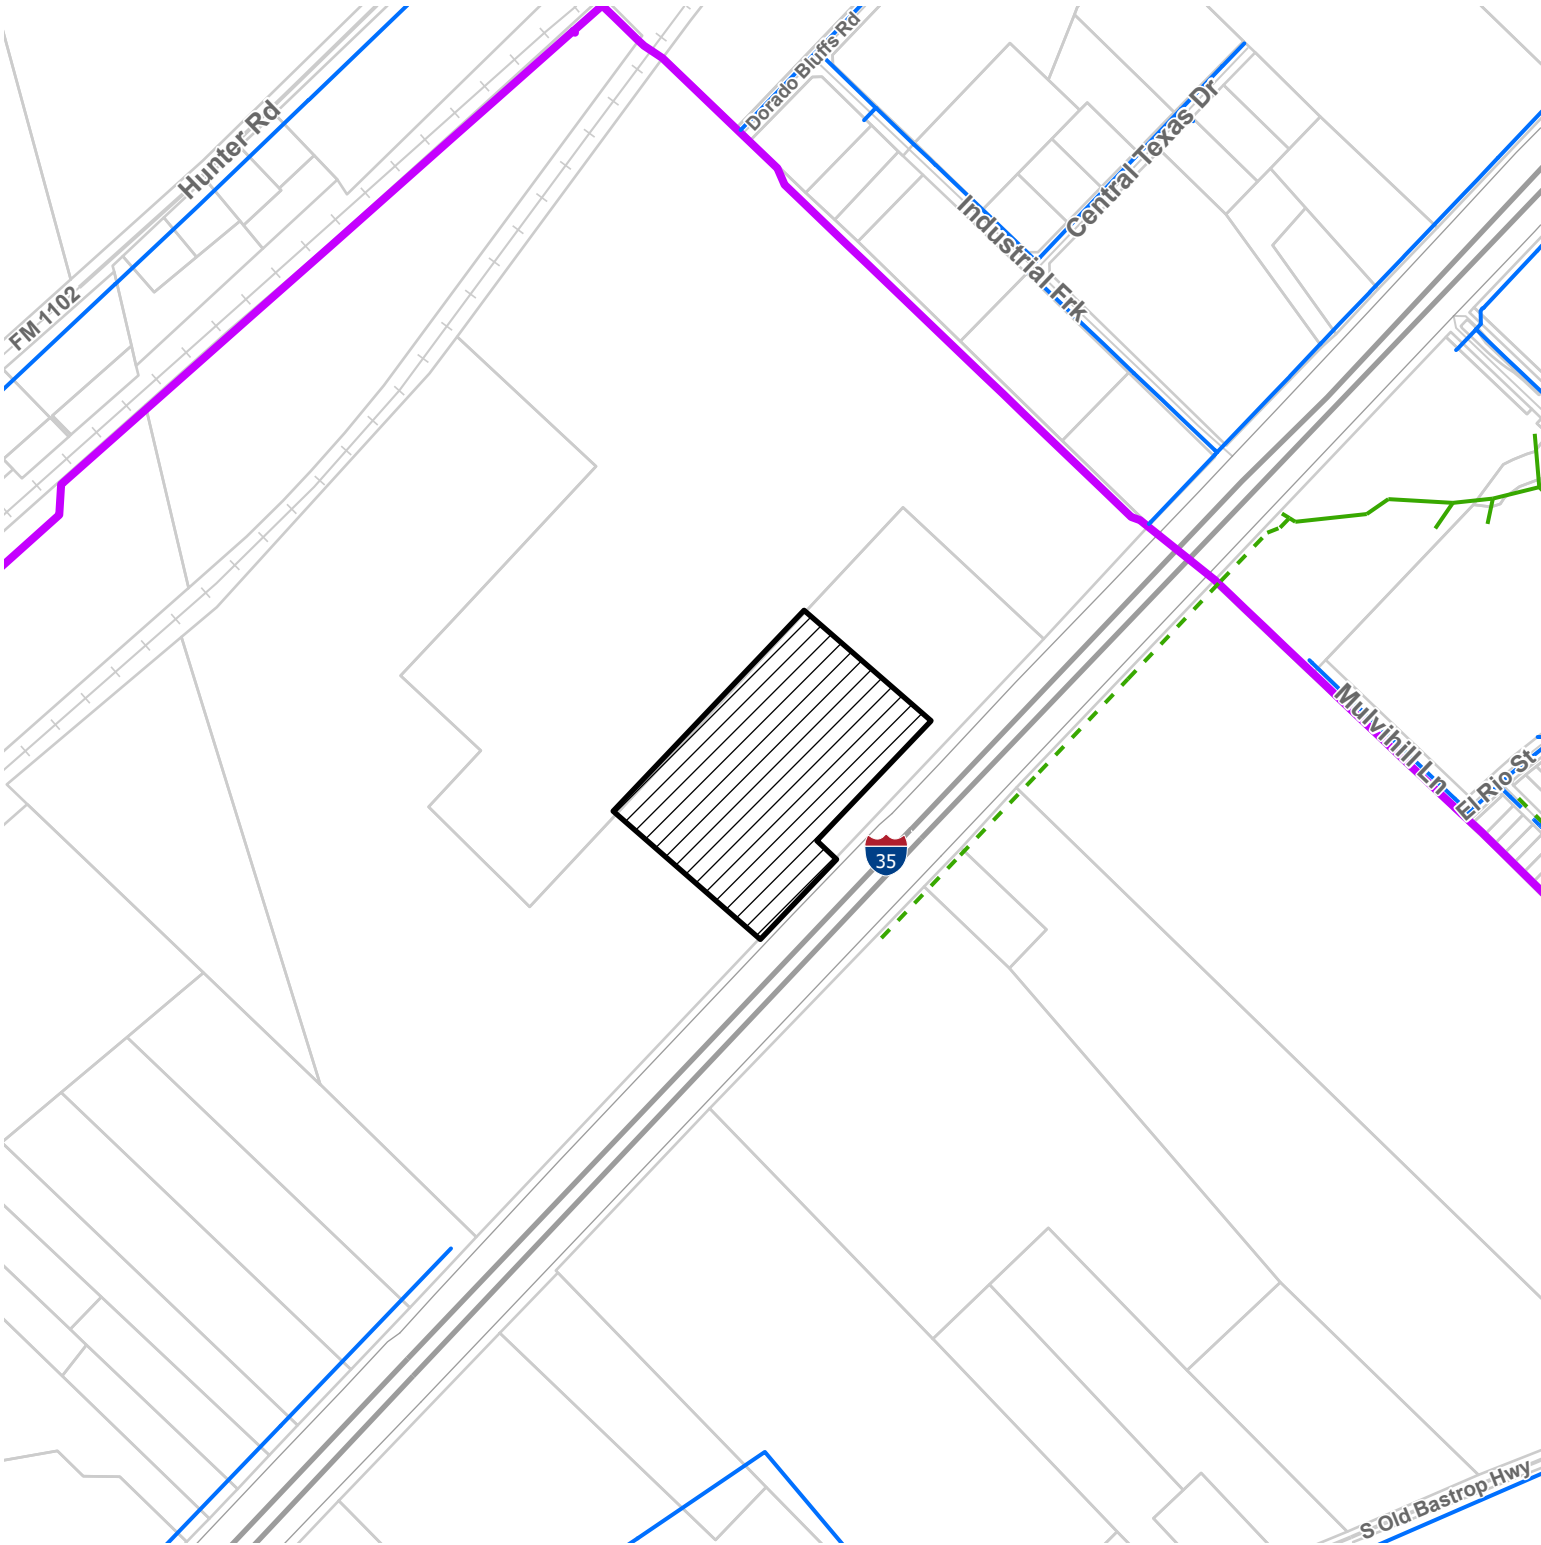 Dorado Bluffs Rd
Hunter Rd
Central Texas Dr
Industrial Frk
FM 1102
Mulvihill Ln
El Rio St
35
S Old Bastrop Hwy